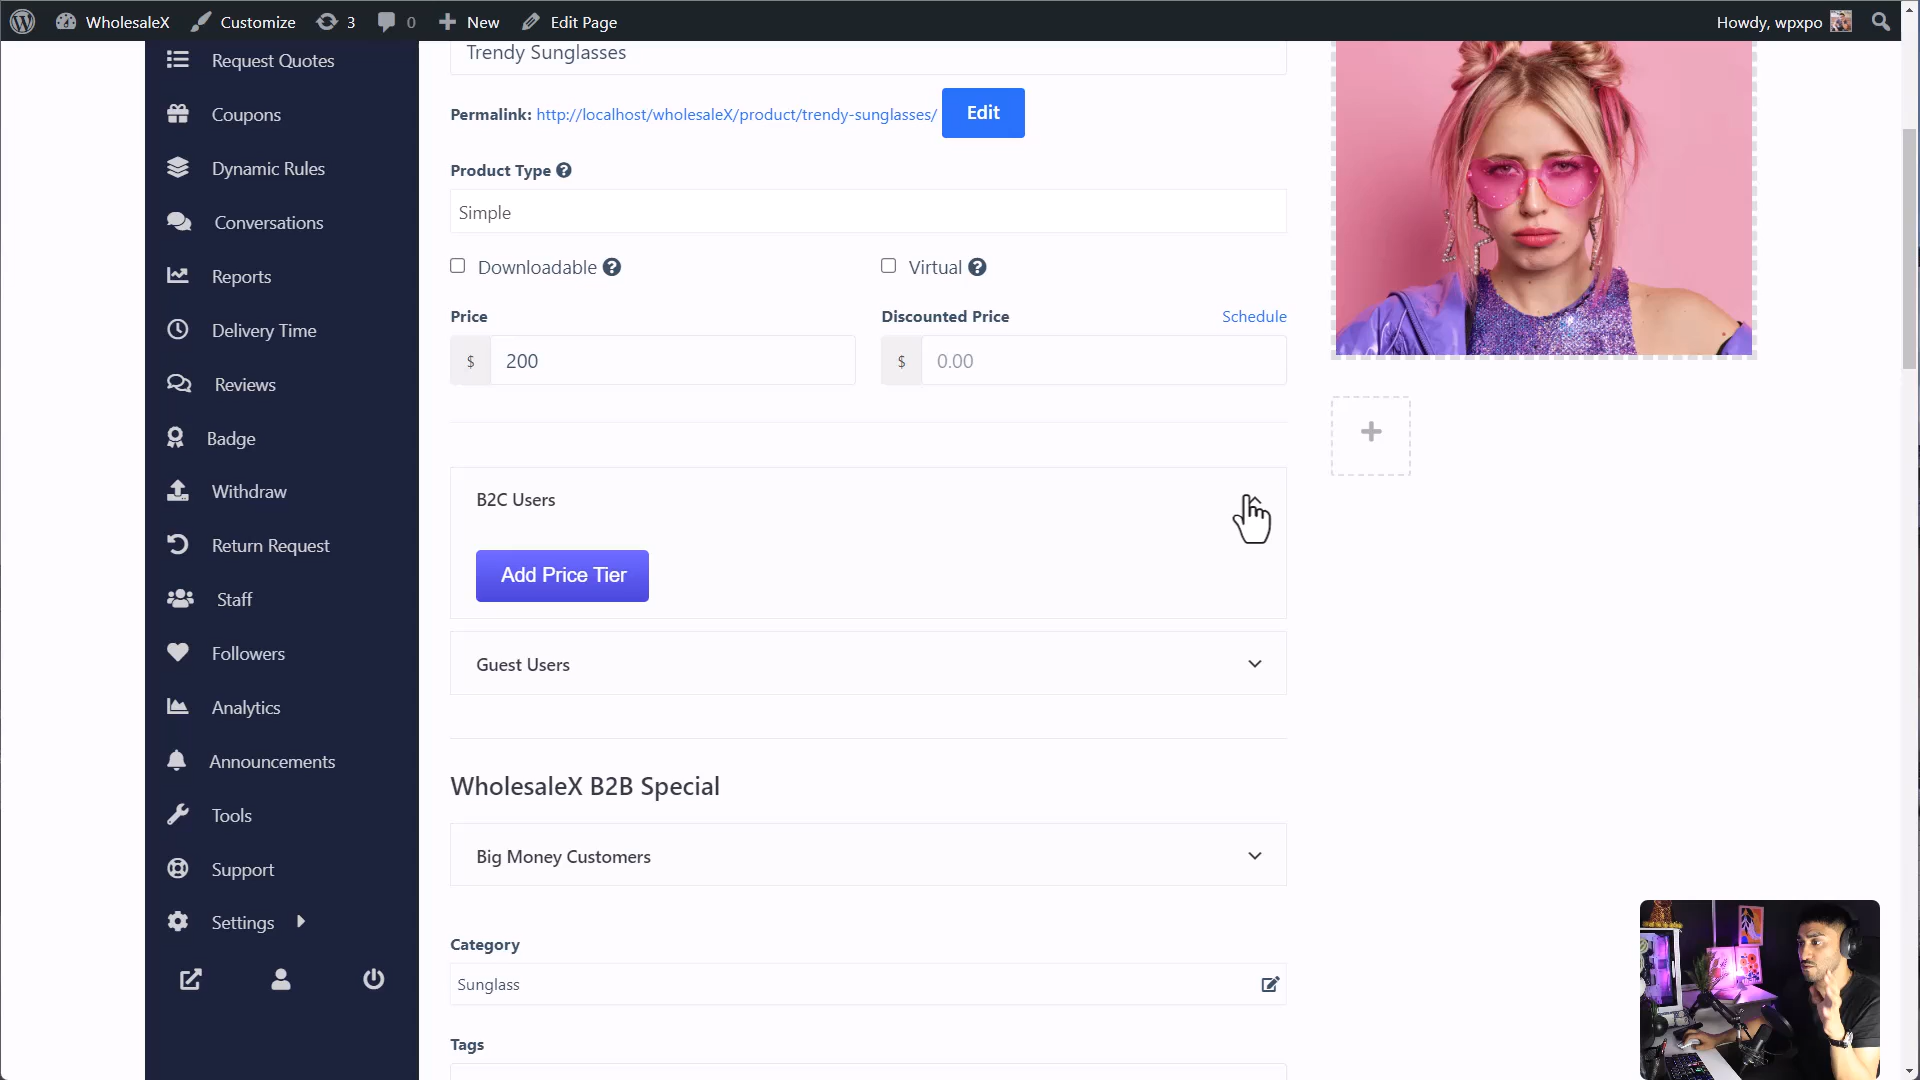 WholesaleX Customize 3 0 New Edit Page Howdy, wpxpo
Request Quotes
Coupons
Dynamic Rules
Conversations
Reports
Delivery Time
Reviews
Badge
Withdraw
Return Request
Staff
Followers
Analytics
Announcements
Tools
Support
Settings
Trendy Sunglasses
Permalink: http://localhost/wholesaleX/product/trendy-sunglasses/ Edit
Product Type
Simple
Downloadable Virtual
Price Discounted Price Schedule
$ 200 $ 0.00
B2C Users
Add Price Tier
Guest Users
WholesaleX B2B Special
Big Money Customers
Category
Sunglass
Tags